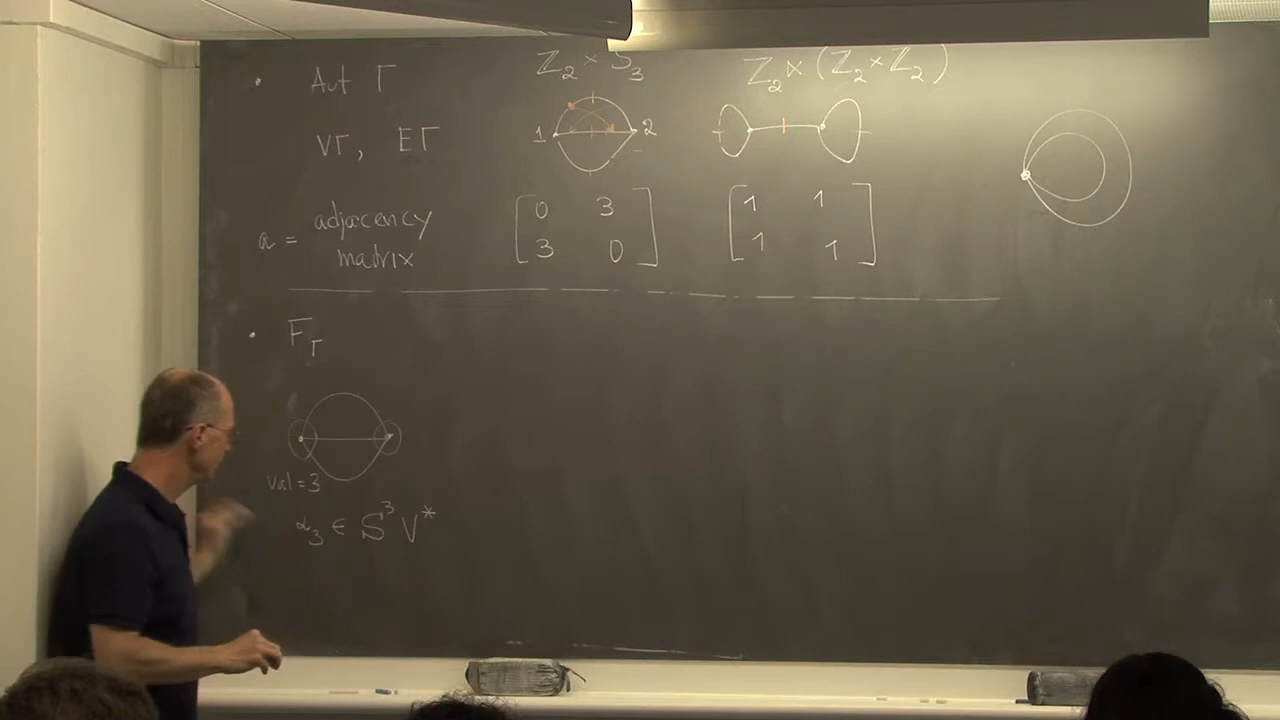 • Aut Γ
ℤ₂ × S₃
ℤ₂ × (ℤ₂ × ℤ₂)
VΓ, EΓ
1 2
a = adjacency matrix
[0 3
3 0]
[1 1
1 1]
• F_Γ
val = 3
α₃ ∈ S³V*